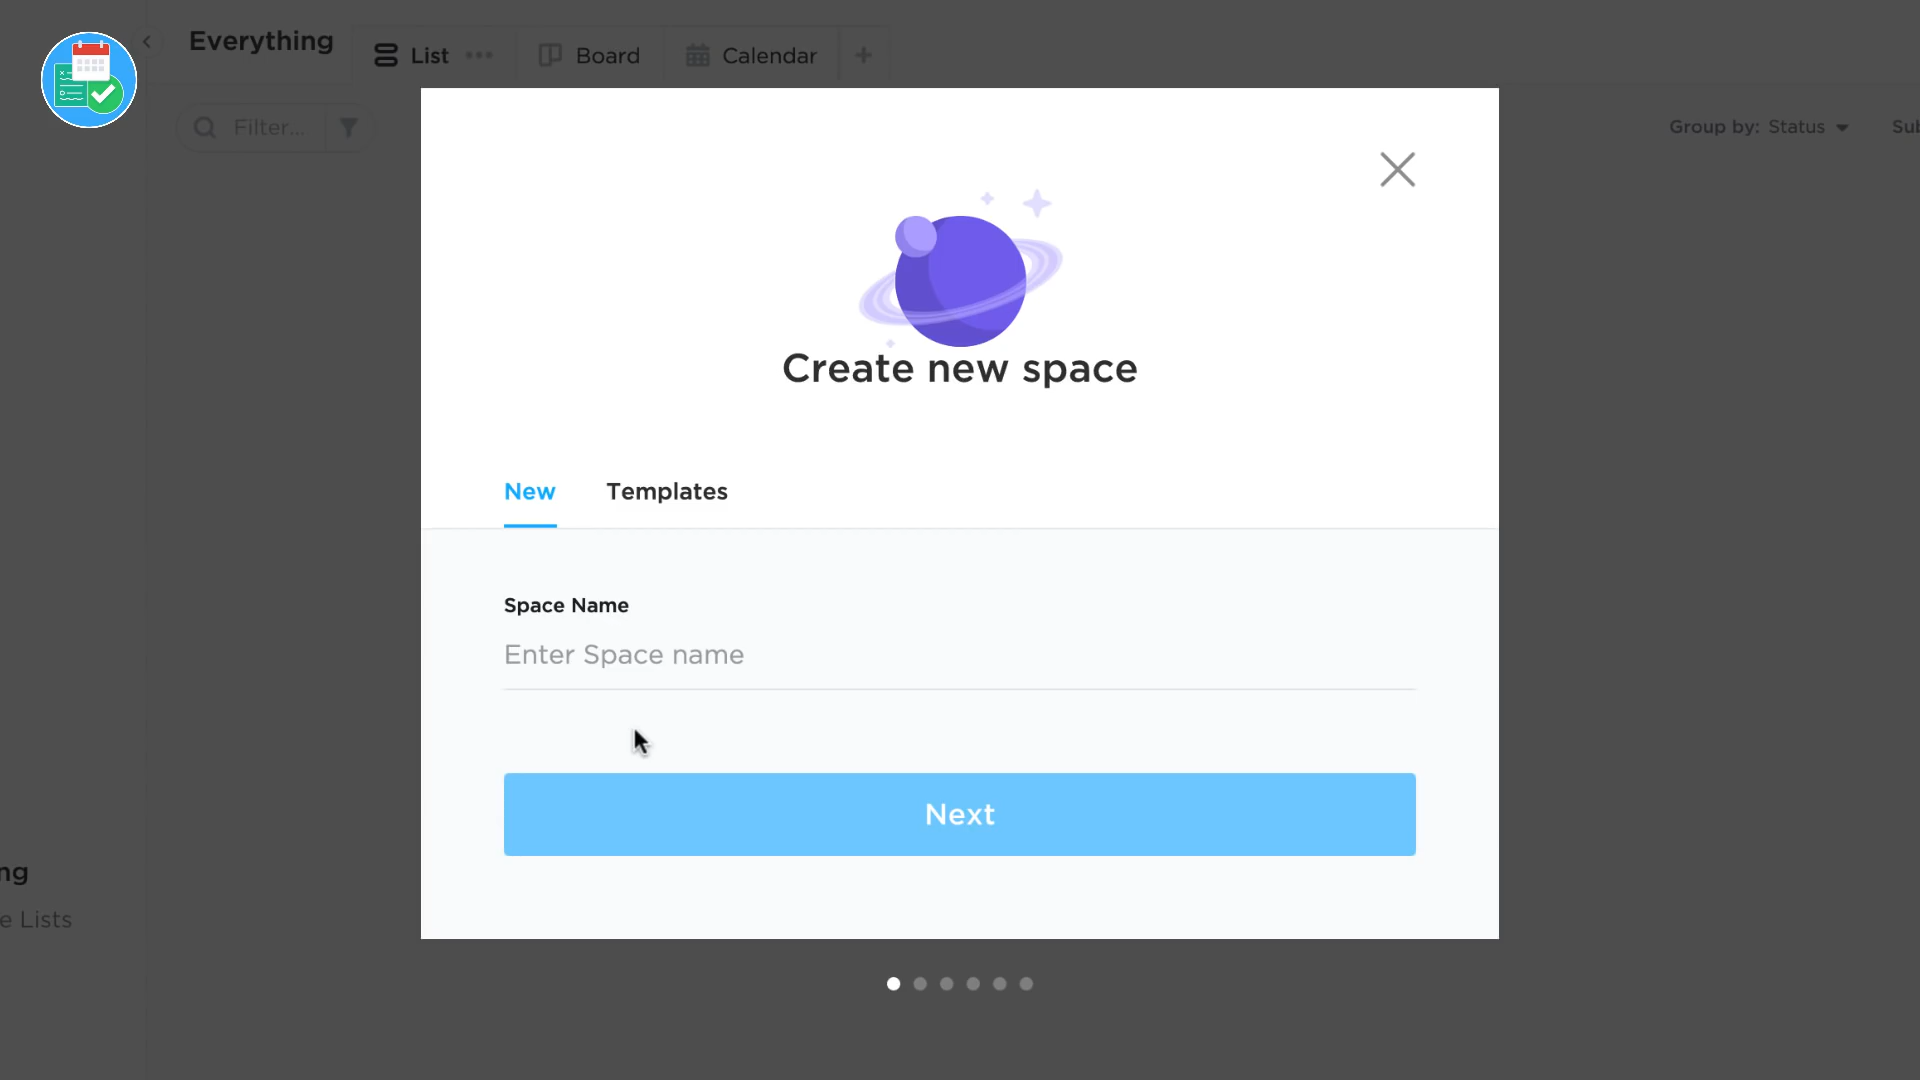 Everything
List
Board
Calendar
Filter...
Group by: Status
Create new space
New
Templates
Space Name
Enter Space name
Next
e Lists